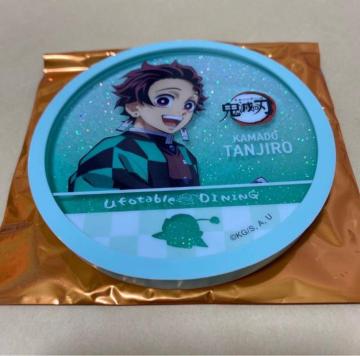 鬼滅の刃
KAMADO
TANJIRO
ufotable DINING
©KG/S, A, U